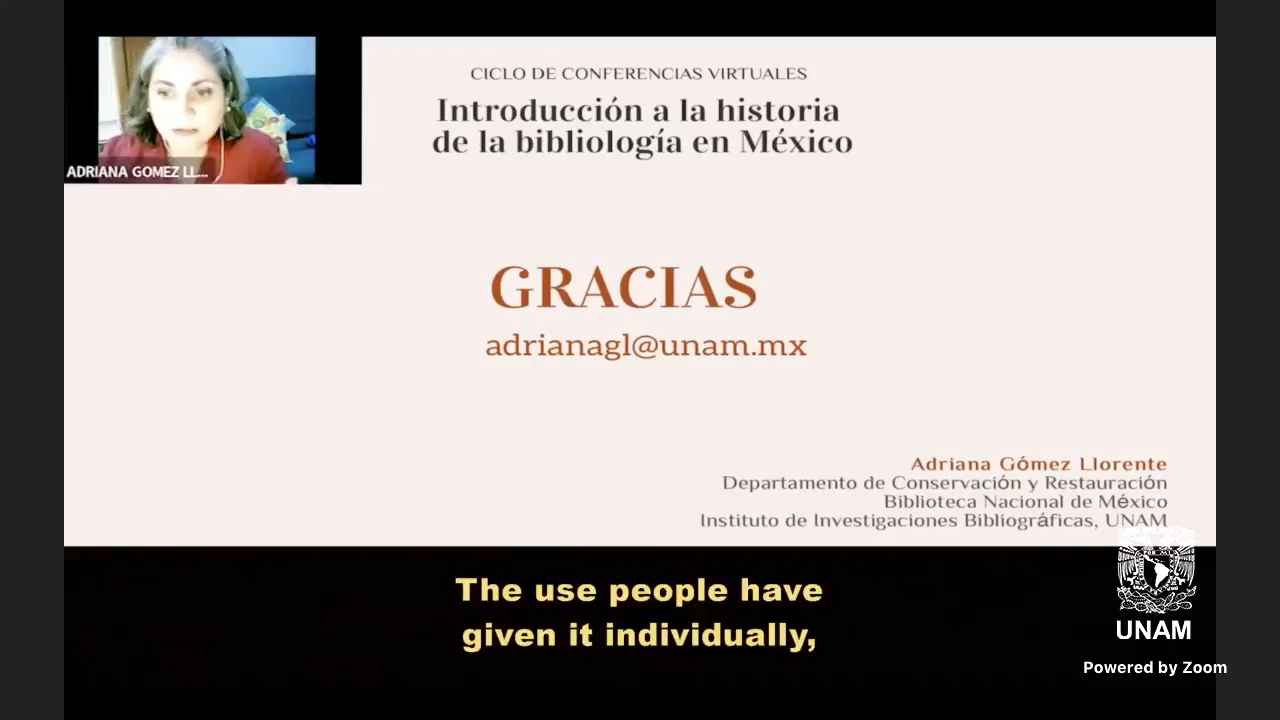 CICLO DE CONFERENCIAS VIRTUALES
Introducción a la historia
de la bibliología en México
ADRIANA GOMEZ LL...
GRACIAS
adrianagl@unam.mx
Adriana Gómez Llorente
Departamento de Conservación y Restauración
Biblioteca Nacional de México
Instituto de Investigaciones Bibliográficas, UNAM
The use people have
given it individually,
UNAM
Powered by Zoom